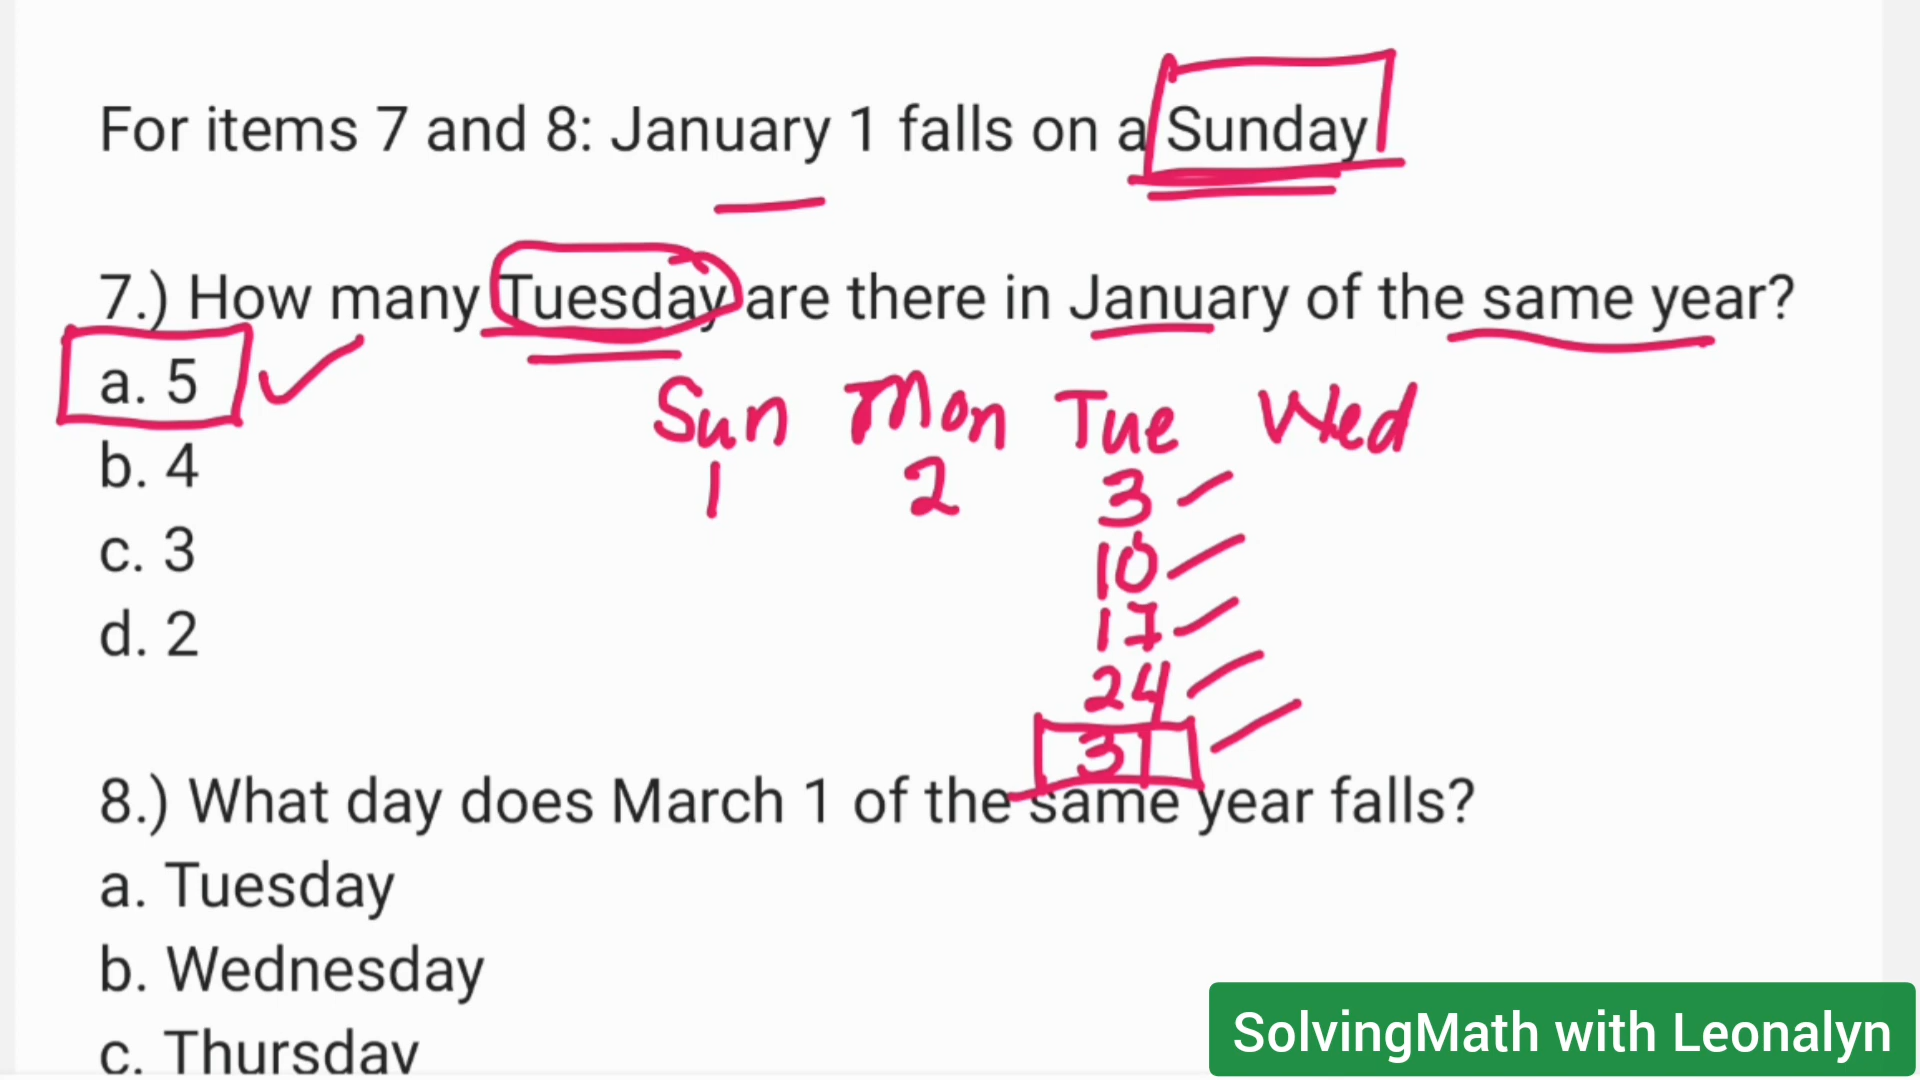 For items 7 and 8: January 1 falls on a Sunday
7.) How many Tuesday are there in January of the same year?
a. 5
Sun Mon Tue Wed
b. 4
1 2 3
c. 3
10
17
d. 2
24
31
8.) What day does March 1 of the same year falls?
a. Tuesday
b. Wednesday
c. Thursday
SolvingMath with Leonalyn